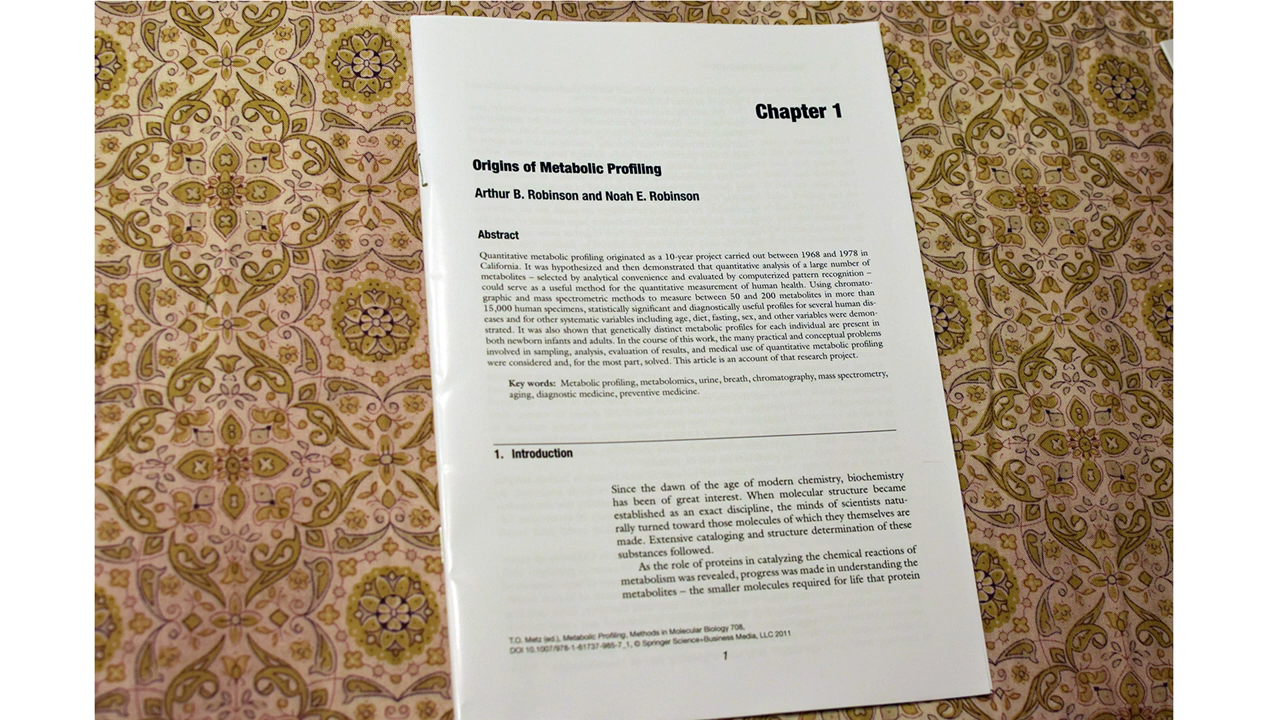 Chapter 1
Origins of Metabolic Profiling
Arthur B. Robinson and Noah E. Robinson
Abstract
Quantitative metabolic profiling originated as a 10-year project carried out between 1968 and 1978 in
California. It was hypothesized and then demonstrated that quantitative analysis of a large number of
metabolites – selected by analytical convenience and evaluated by computerized pattern recognition –
could serve as a useful method for the quantitative measurement of human health. Using chromato-
graphic and mass spectrometric methods to measure between 50 and 200 metabolites in more than
15,000 human specimens, statistically significant and diagnostically useful profiles for several human dis-
eases and for other systematic variables including age, diet, fasting, sex, and other variables were demon-
strated. It was also shown that genetically distinct metabolic profiles for each individual are present in
both newborn infants and adults. In the course of this work, the many practical and conceptual problems
involved in sampling, analysis, evaluation of results, and medical use of quantitative metabolic profiling
were considered and, for the most part, solved. This article is an account of that research project.
Key words: Metabolic profiling, metabolomics, urine, breath, chromatography, mass spectrometry,
aging, diagnostic medicine, preventive medicine.
1. Introduction
Since the dawn of the age of modern chemistry, biochemistry
has been of great interest. When molecular structure became
established as an exact discipline, the minds of scientists natu-
rally turned toward those molecules of which they themselves are
made. Extensive cataloging and structure determination of these
substances followed.
As the role of proteins in catalyzing the chemical reactions of
metabolism was revealed, progress was made in understanding the
metabolites – the smaller molecules required for life that protein
T.O. Metz (ed.), Metabolic Profiling, Methods in Molecular Biology 708,
DOI 10.1007/978-1-61737-985-7_1, © Springer Science+Business Media, LLC 2011
1